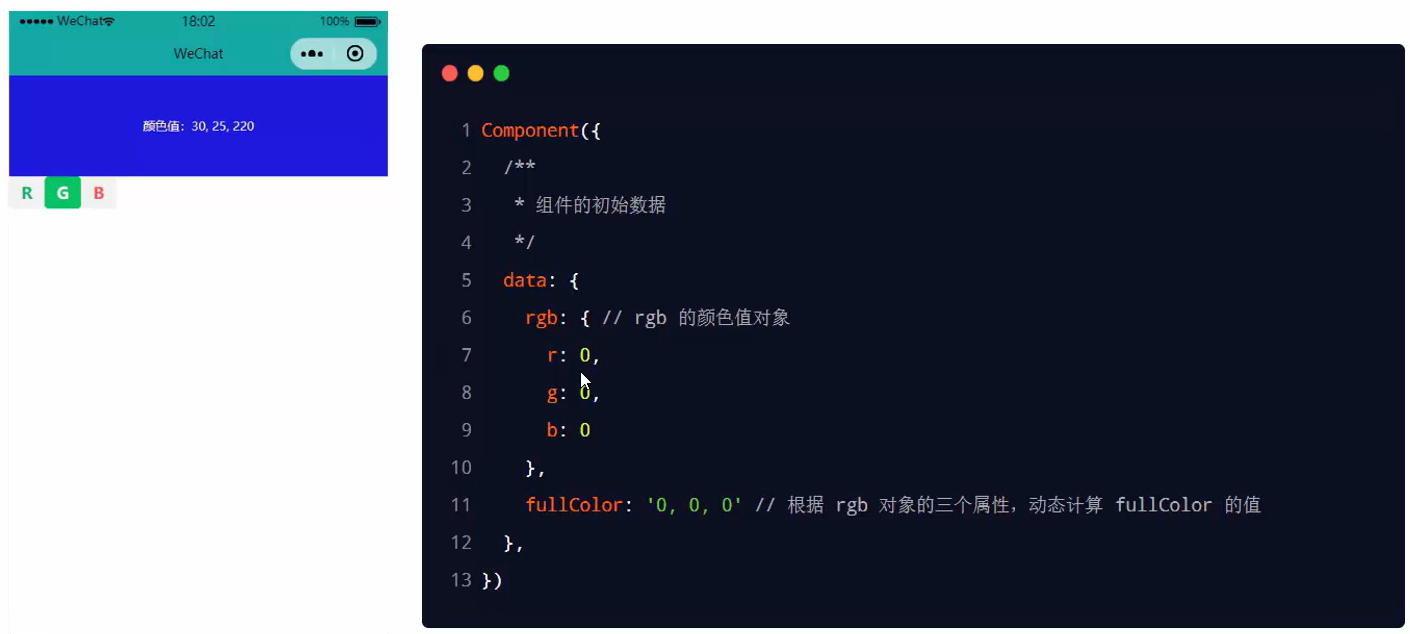 WeChat
18:02
100%
WeChat
颜色值：30, 25, 220
R
G
B
1 Component({
2 /**
3 * 组件的初始数据
4 */
5 data: {
6 rgb: { // rgb 的颜色值对象
7 r: 0,
8 g: 0,
9 b: 0
10 },
11 fullColor: '0, 0, 0' // 根据 rgb 对象的三个属性，动态计算 fullColor 的值
12 },
13 })